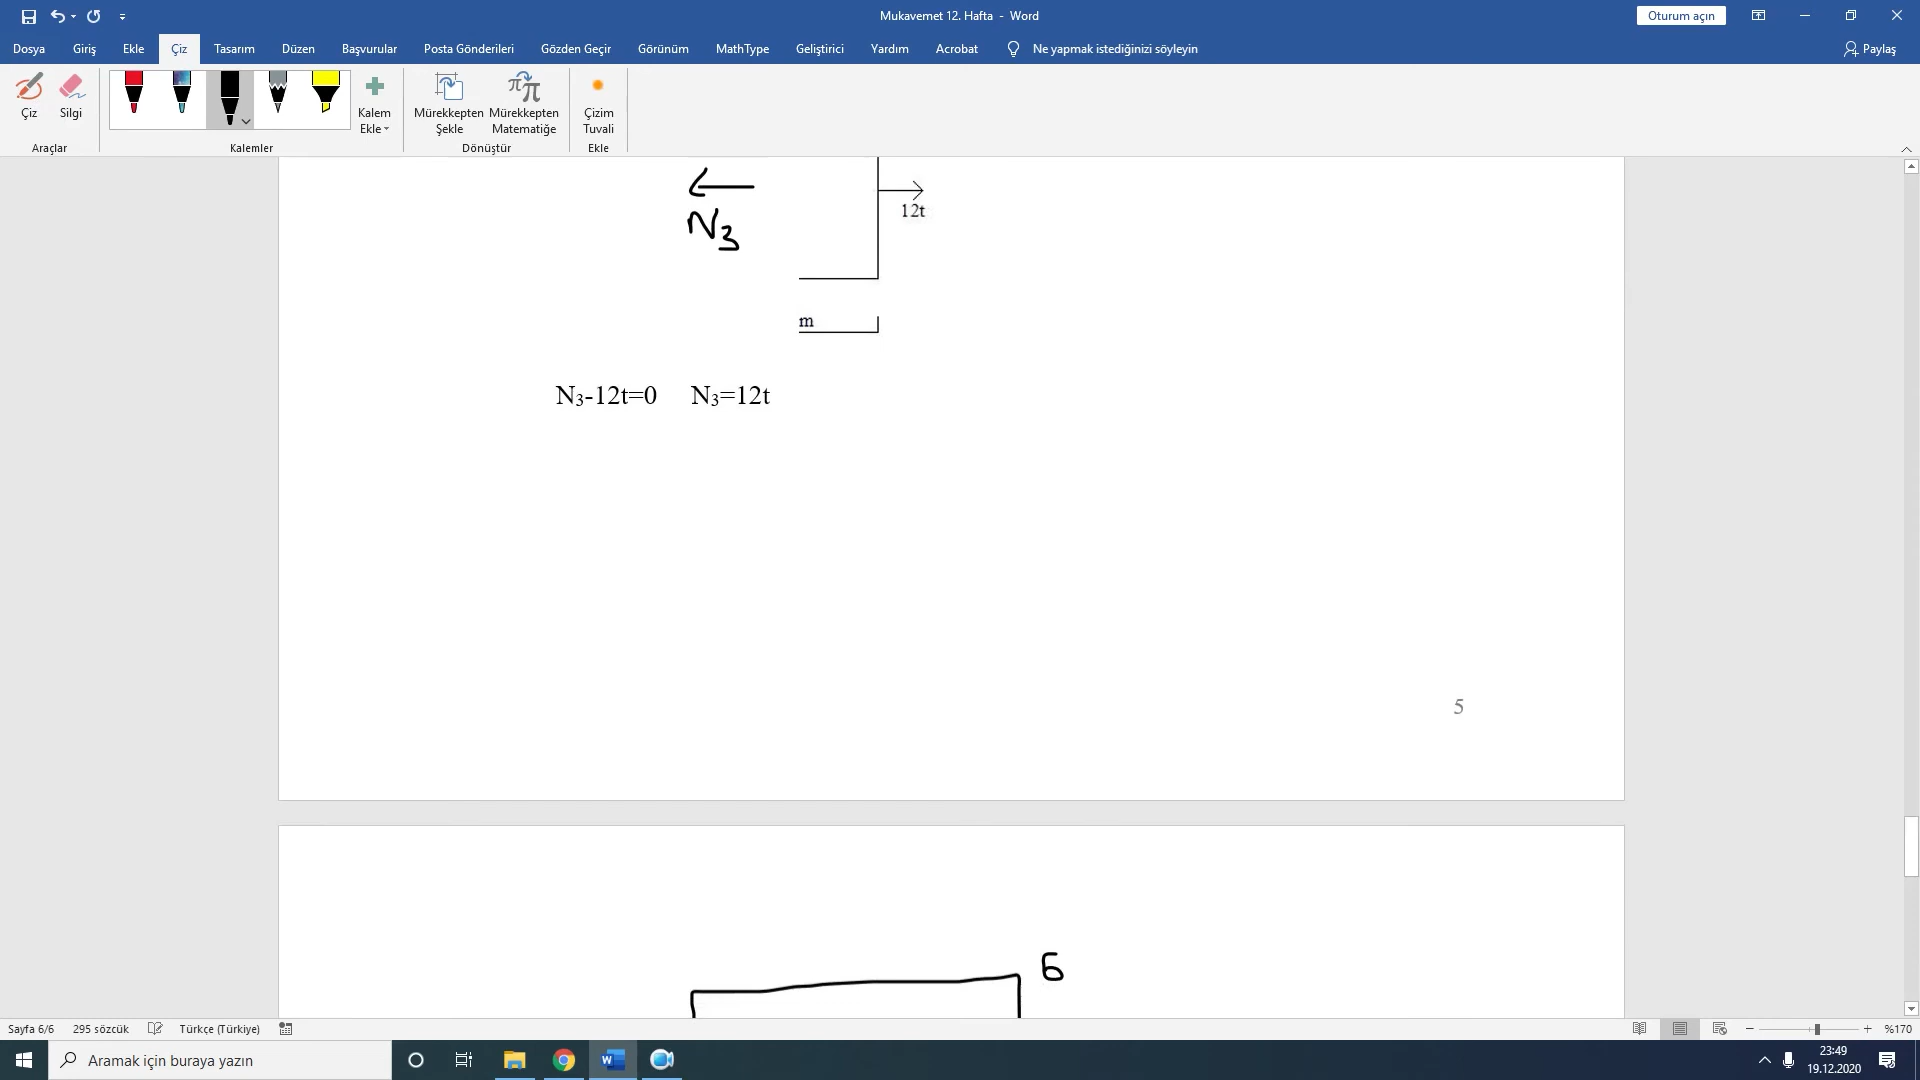 Mukavemet 12. Hafta - Word
Oturum açın
Dosya Giriş Ekle Çiz Tasarım Düzen Başvurular Posta Gönderileri Gözden Geçir Görünüm MathType Geliştirici Yardım Acrobat Ne yapmak istediğinizi söyleyin Paylaş
Çiz Silgi Kalem Ekle Mürekkepten Şekle Mürekkepten Matematiğe Çizim Tuvali
Araçlar Kalemler Dönüştür Ekle
N3
12t
m
N₃-12t=0 N₃=12t
5
6
Sayfa 6/6 295 sözcük Türkçe (Türkiye) %170
Aramak için buraya yazın
23:49
19.12.2020